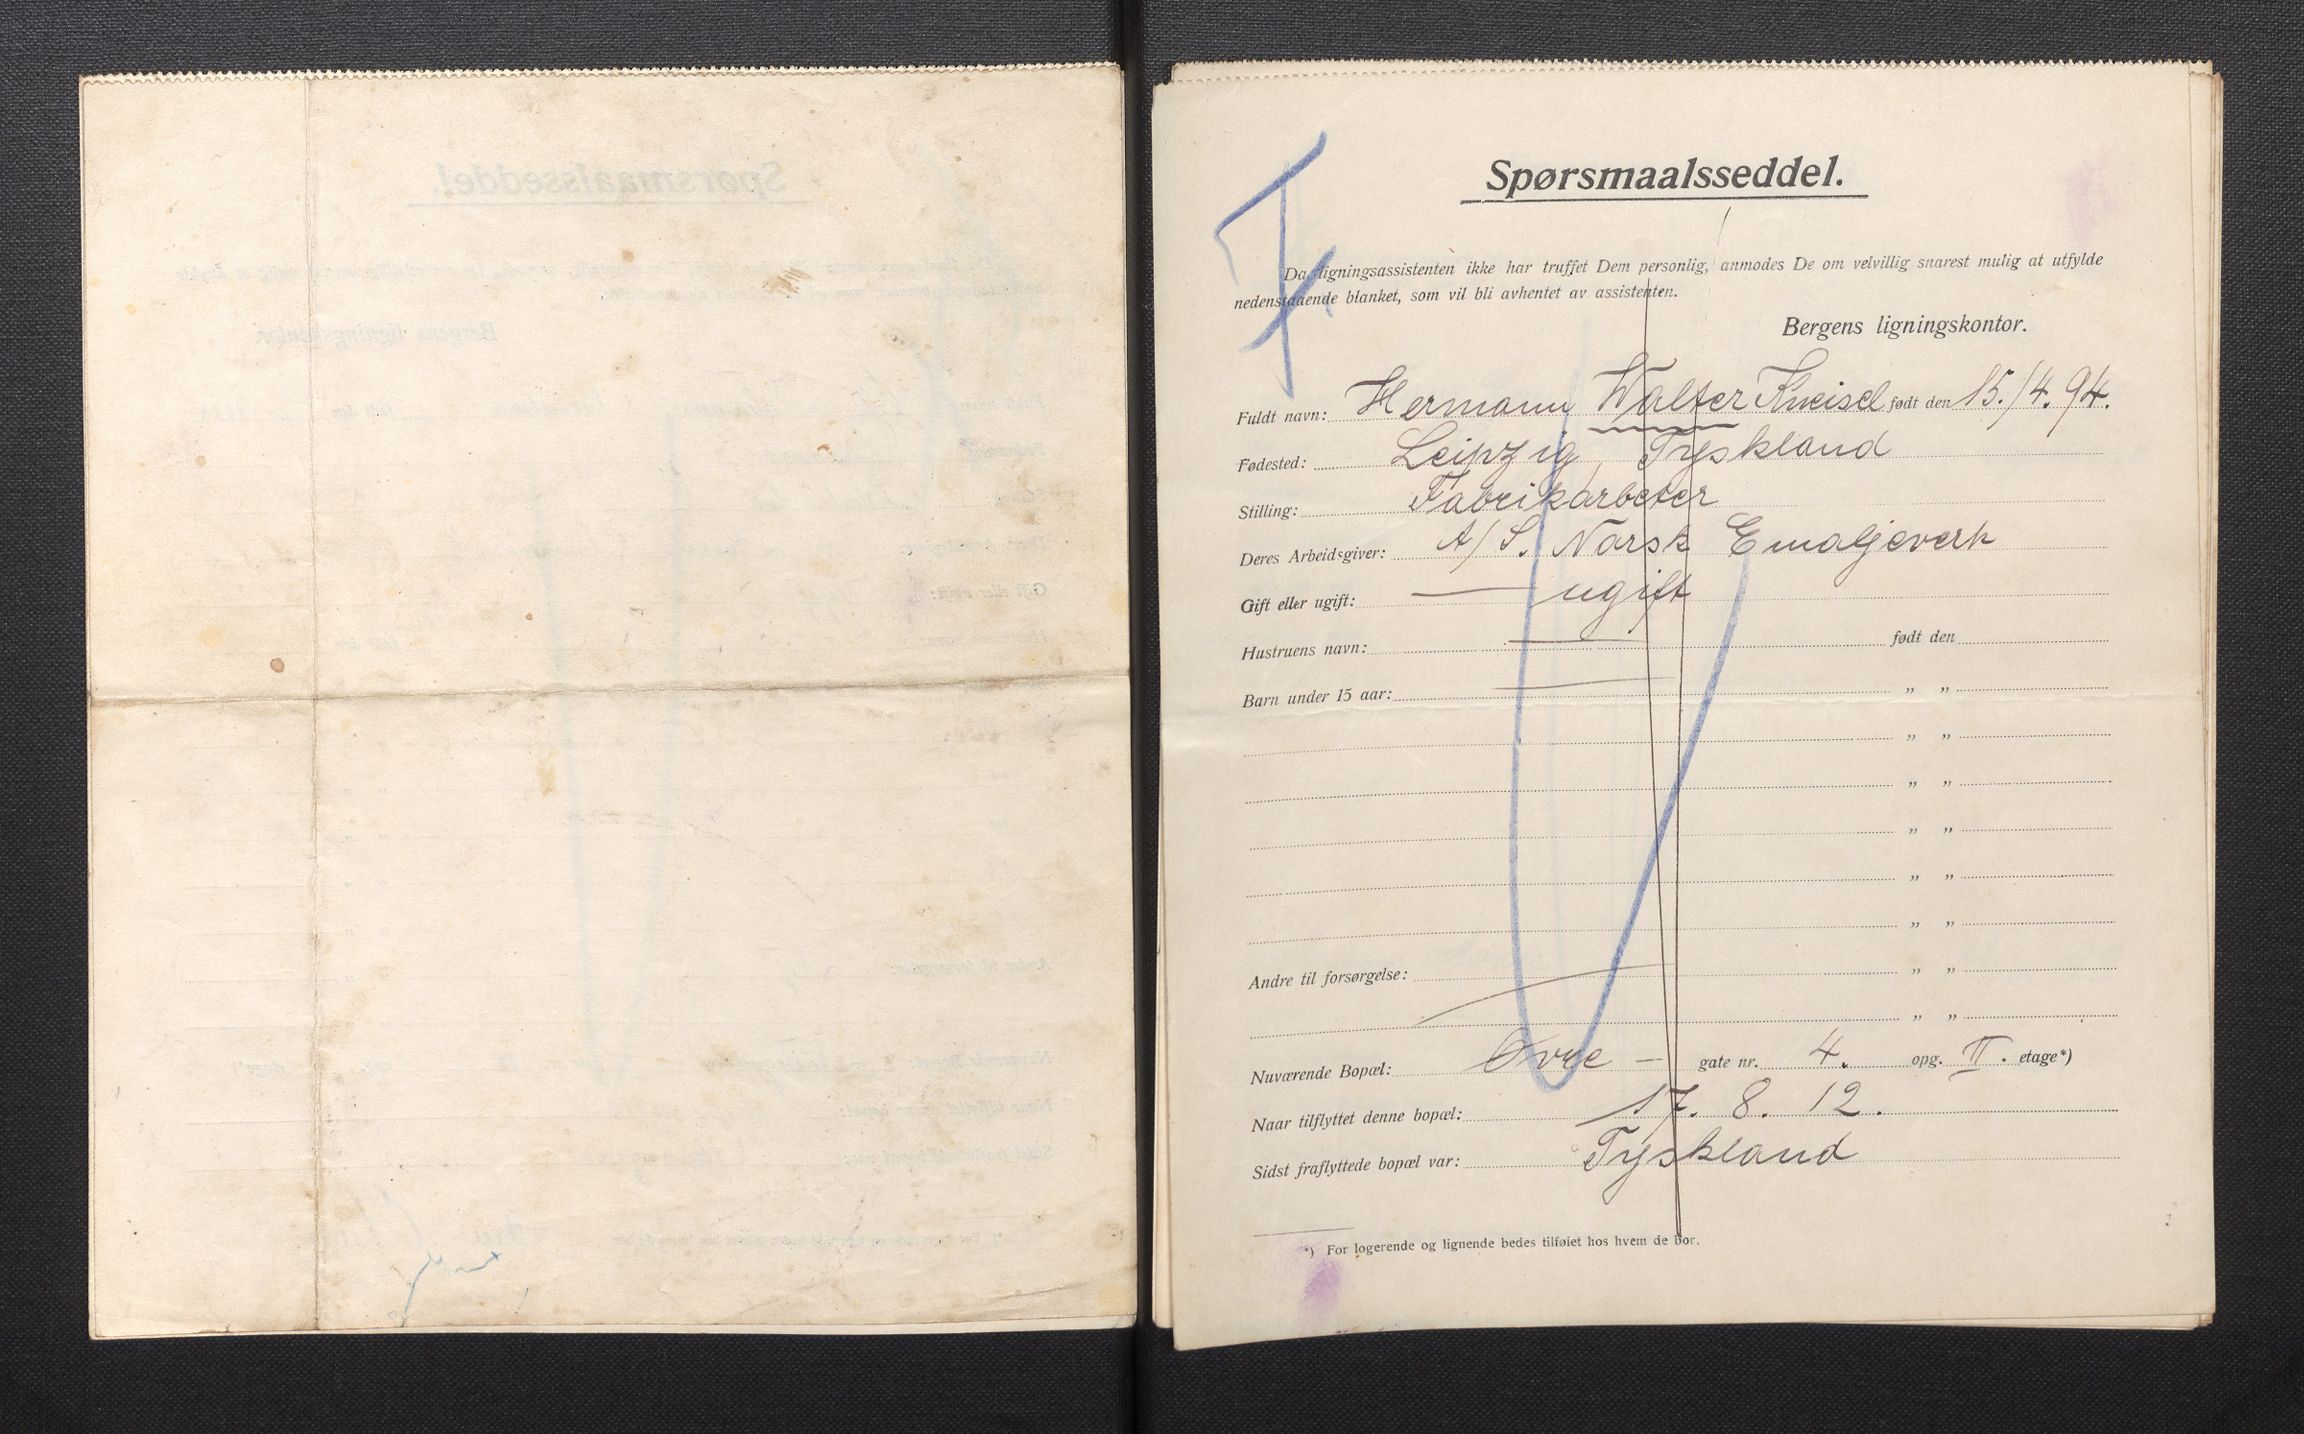 Spørsmaalsseddel.
Da ligningsassistenten ikke har truffet Dem personlig, anmodes De om velvillig snarest mulig at utfylde
nedenstaaende blanket, som vil bli avhentet av assistenten.
Bergens ligningskontor.
Fuldt navn: Hermann Walter Kneisel født den 15./4. 94.
Fødested: Leipzig, Tyskland
Stilling: Fabrikarbeter
Deres Arbeidsgiver: A/S. Norsk Emaljeverk
Gift eller ugift: — ugift
Hustruens navn: — født den
Barn under 15 aar: — „ „
„ „
„ „
„ „
„ „
„ „
Andre til forsørgelse: „ „
„ „
Nuværende Bopæl: Övre — gate nr. 4. opg. II. etage*)
Naar tilflyttet denne bopæl: 17. 8. 12.
Sidst fraflyttede bopæl var: Tyskland
*) For logerende og lignende bedes tilføiet hos hvem de bor.